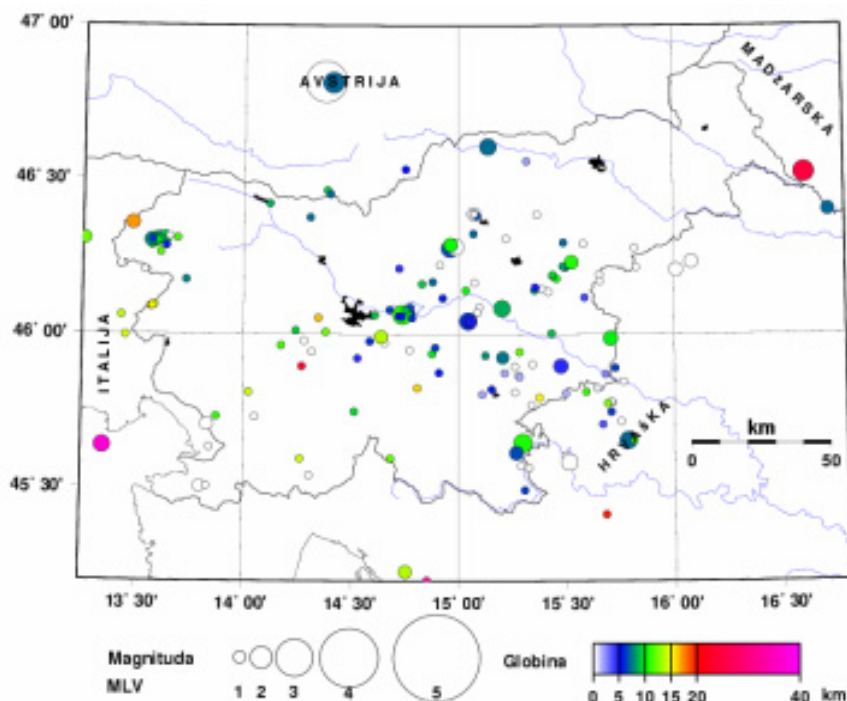 47° 00'
46° 30'
46° 00'
45° 30'
AVSTRIJA
MADŽARSKA
ITALIJA
HRVAŠKA
km
0 50
13° 30' 14° 00' 14° 30' 15° 00' 15° 30' 16° 00' 16° 30'
Magnituda
MLV
1 2 3 4 5
Globina
0 5 10 15 20 40 km